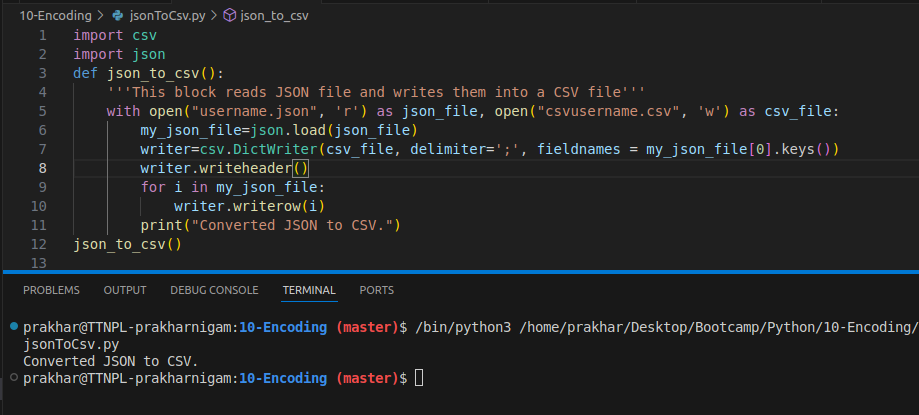 10-Encoding > jsonToCsv.py > json_to_csv
1 import csv
2 import json
3 def json_to_csv():
4     '''This block reads JSON file and writes them into a CSV file'''
5     with open("username.json", 'r') as json_file, open("csvusername.csv", 'w') as csv_file:
6         my_json_file=json.load(json_file)
7         writer=csv.DictWriter(csv_file, delimiter=';', fieldnames = my_json_file[0].keys())
8         writer.writeheader()
9         for i in my_json_file:
10             writer.writerow(i)
11         print("Converted JSON to CSV.")
12 json_to_csv()
13
PROBLEMS OUTPUT DEBUG CONSOLE TERMINAL PORTS
prakhar@TTNPL-prakharnigam:10-Encoding (master)$ /bin/python3 /home/prakhar/Desktop/Bootcamp/Python/10-Encoding/
jsonToCsv.py
Converted JSON to CSV.
prakhar@TTNPL-prakharnigam:10-Encoding (master)$